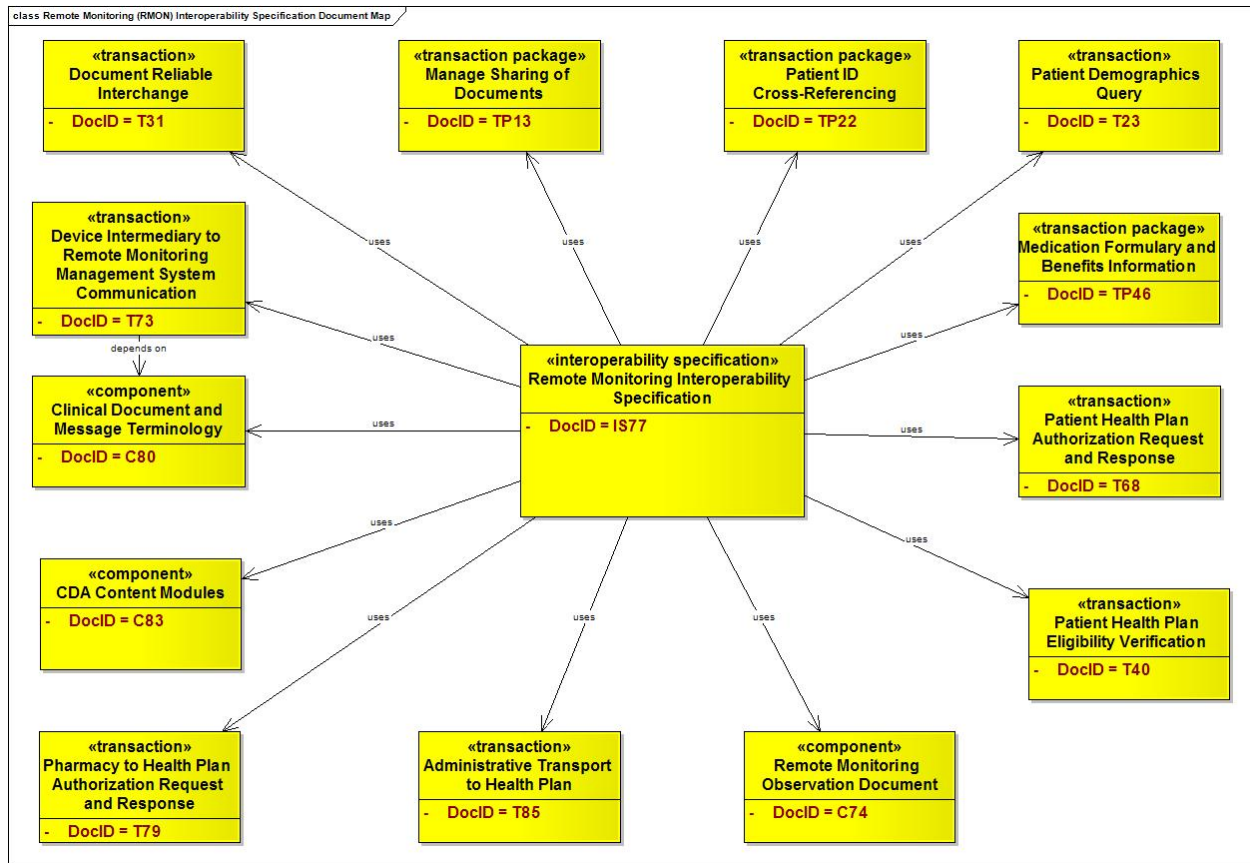 class Remote Monitoring (RMON) Interoperability Specification Document Map
«transaction»
Document Reliable
Interchange
- DocID = T31
«transaction package»
Manage Sharing of
Documents
- DocID = TP13
«transaction package»
Patient ID
Cross-Referencing
- DocID = TP22
«transaction»
Patient Demographics
Query
- DocID = T23
«transaction»
Device Intermediary to
Remote Monitoring
Management System
Communication
- DocID = T73
uses
uses
uses
uses
«transaction package»
Medication Formulary and
Benefits Information
- DocID = TP46
depends on
uses
uses
«interoperability specification»
Remote Monitoring Interoperability
Specification
- DocID = IS77
«component»
Clinical Document and
Message Terminology
- DocID = C80
uses
uses
«transaction»
Patient Health Plan
Authorization Request
and Response
- DocID = T68
«component»
CDA Content Modules
- DocID = C83
uses
uses
uses
uses
uses
«transaction»
Patient Health Plan
Eligibility Verification
- DocID = T40
«transaction»
Pharmacy to Health Plan
Authorization Request
and Response
- DocID = T79
«transaction»
Administrative Transport
to Health Plan
- DocID = T85
«component»
Remote Monitoring
Observation Document
- DocID = C74